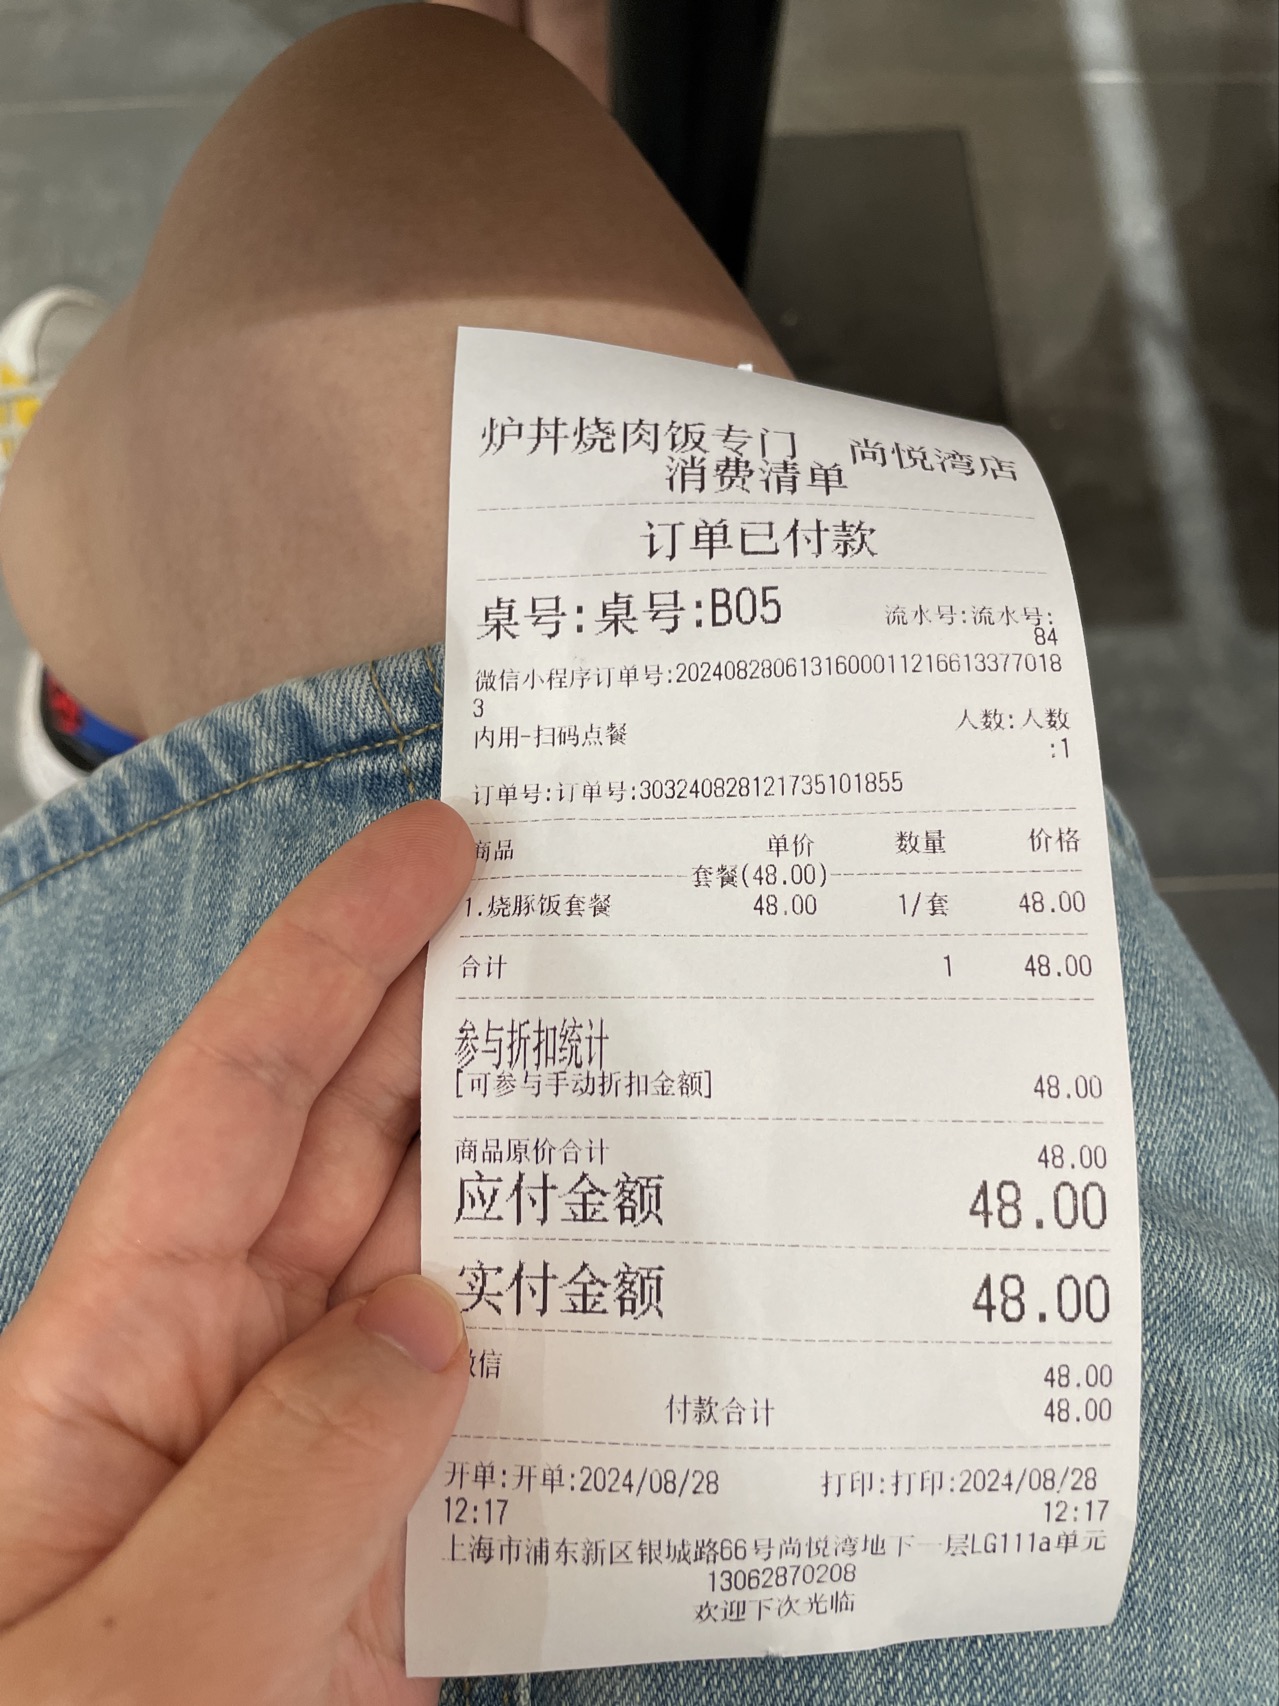 炉丼烧肉饭专门 尚悦湾店
消费清单
订单已付款
桌号:桌号:B05 流水号:流水号:
84
微信小程序订单号:2024082806131600011216613377018
3
内用-扫码点餐 人数:人数
:1
订单号:订单号:303240828121735101855
商品 单价 数量 价格
套餐(48.00)
1.烧豚饭套餐 48.00 1/套 48.00
合计 1 48.00
参与折扣统计
[可参与手动折扣金额] 48.00
商品原价合计 48.00
应付金额 48.00
实付金额 48.00
微信 48.00
付款合计 48.00
开单:开单:2024/08/28 打印:打印:2024/08/28
12:17 12:17
上海市浦东新区银城路66号尚悦湾地下一层LG111a单元
13062870208
欢迎下次光临